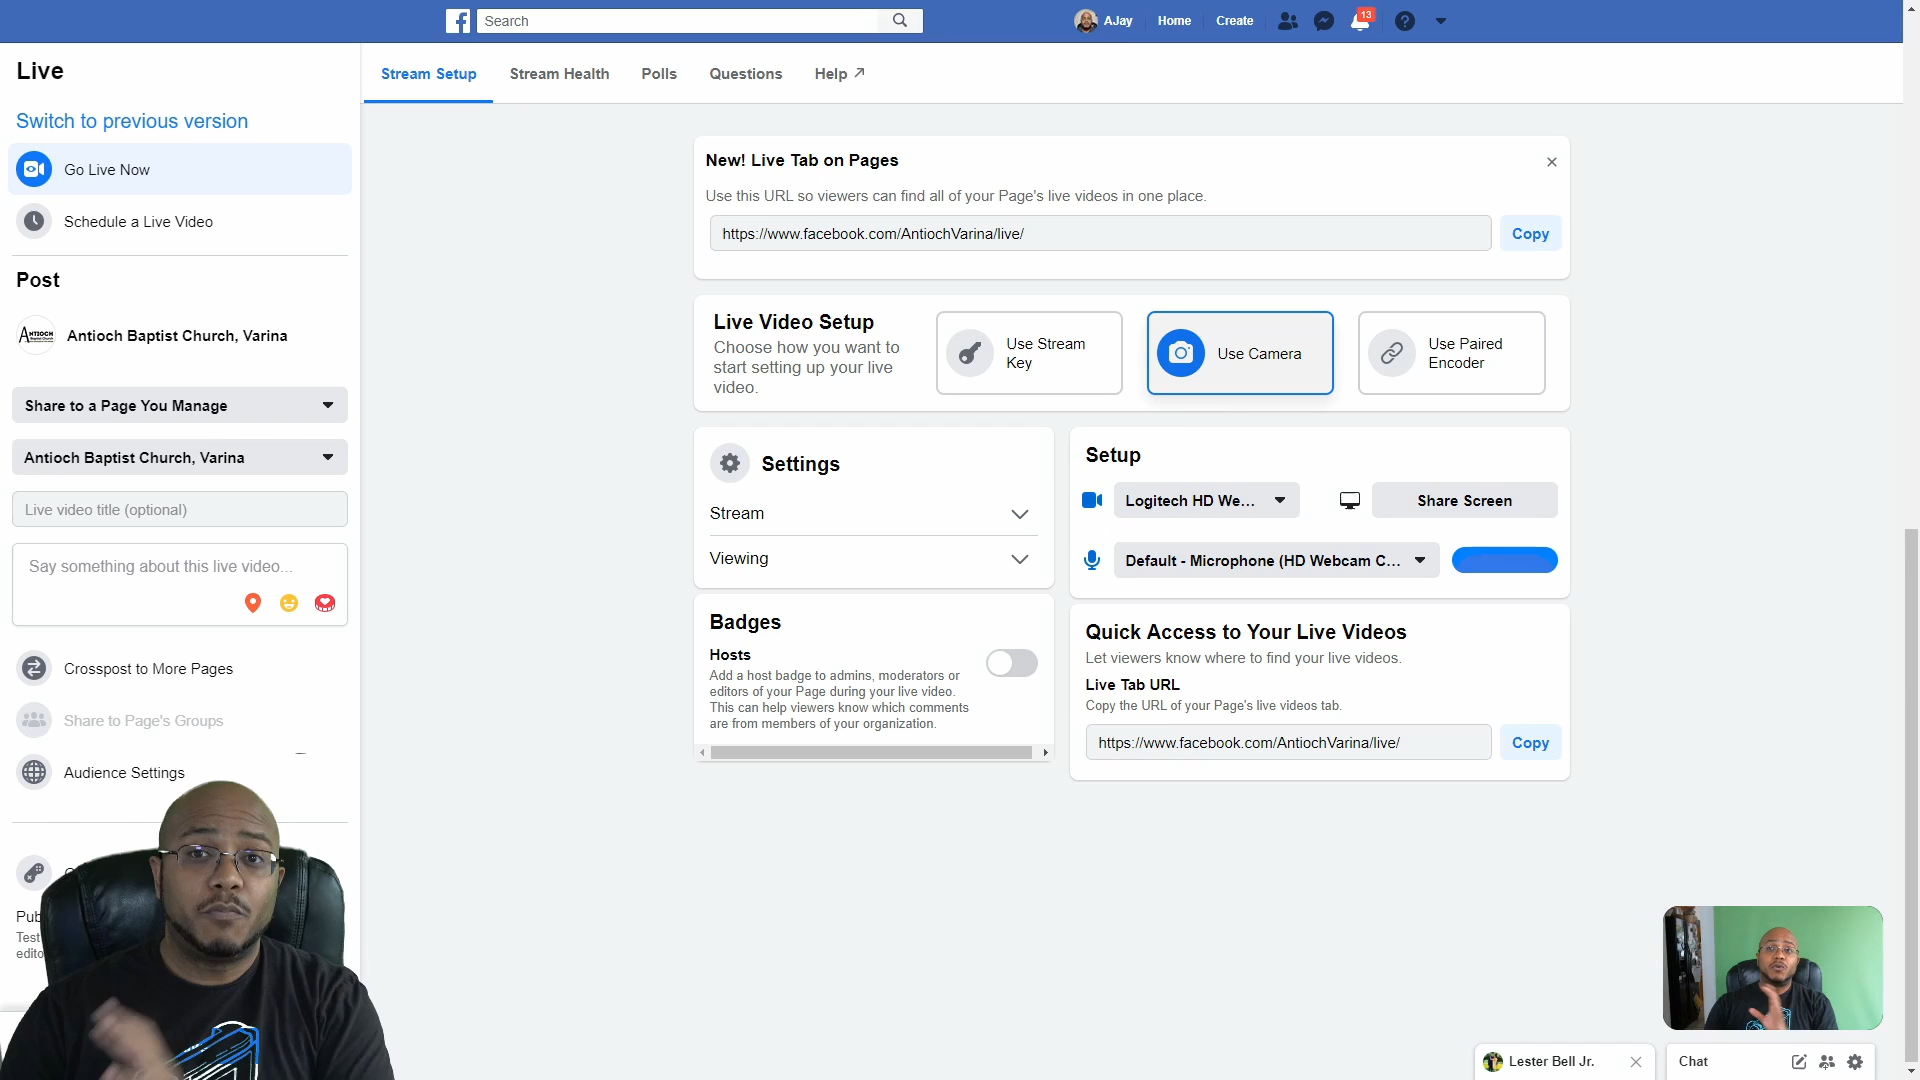 Search
AJay
Home
Create
13
Live
Switch to previous version
Go Live Now
Schedule a Live Video
Post
ANTIOCH
Antioch Baptist Church, Varina
Share to a Page You Manage
Antioch Baptist Church, Varina
Live video title (optional)
Say something about this live video...
Crosspost to More Pages
Share to Page's Groups
Audience Settings
Pub
Test
edito
Stream Setup
Stream Health
Polls
Questions
Help
New! Live Tab on Pages
Use this URL so viewers can find all of your Page's live videos in one place.
https://www.facebook.com/AntiochVarina/live/
Copy
Live Video Setup
Choose how you want to
start setting up your live
video.
Use Stream
Key
Use Camera
Use Paired
Encoder
Settings
Stream
Viewing
Badges
Hosts
Add a host badge to admins, moderators or
editors of your Page during your live video.
This can help viewers know which comments
are from members of your organization.
Setup
Logitech HD We...
Share Screen
Default - Microphone (HD Webcam C...
Quick Access to Your Live Videos
Let viewers know where to find your live videos.
Live Tab URL
Copy the URL of your Page's live videos tab.
https://www.facebook.com/AntiochVarina/live/
Copy
Lester Bell Jr.
Chat